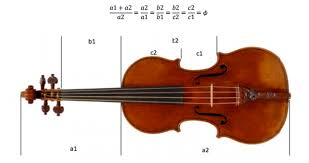 (a1 + a2)/a2 = a2/a1 = b2/b1 = b2/c2 = c2/c1 = ϕ
b1
t2
c2 c1
a1 a2